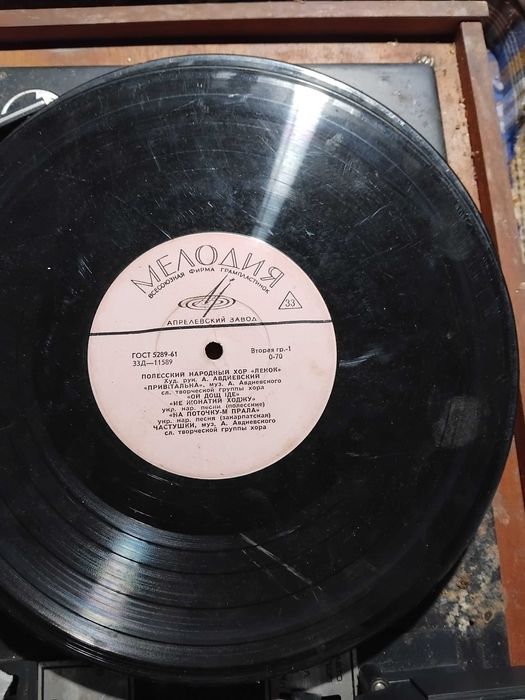 МЕЛОДИЯ
ВСЕСОЮЗНАЯ ФИРМА ГРАМПЛАСТИНОК
33
АПРЕЛЕВСКИЙ ЗАВОД
ГОСТ 5289-61
Вторая гр.-1
33Д—11589
0-70
ПОЛЕССКИЙ НАРОДНЫЙ ХОР «ЛЕНОК»
Худ. рук. А. АВДИЕВСКИЙ
«ПРИВІТАЛЬНА», муз. А. Авдиевского
сл. творческой группы хора
«ОЙ ДОЩ ІДЕ»
«НЕ ЖОНАТИЙ ХОДЖУ»
укр. нар. песни (полесские)
«НА ПОТОЧКУ-М ПРАЛА»
укр. нар. песня (закарпатская)
ЧАСТУШКИ, муз. А. Авдиевского
сл. творческой группы хора